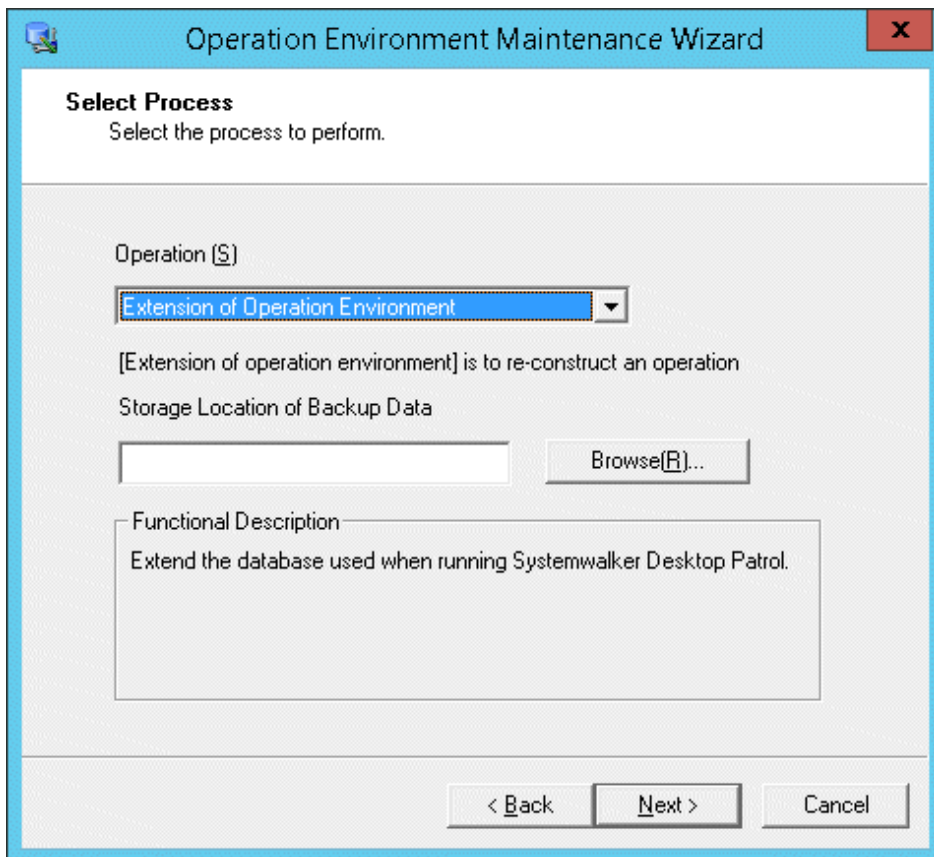 Operation Environment Maintenance Wizard
x
Select Process
Select the process to perform.
Operation (S)
Extension of Operation Environment
[Extension of operation environment] is to re-construct an operation
Storage Location of Backup Data
Browse(R)...
Functional Description
Extend the database used when running Systemwalker Desktop Patrol.
< Back
Next >
Cancel